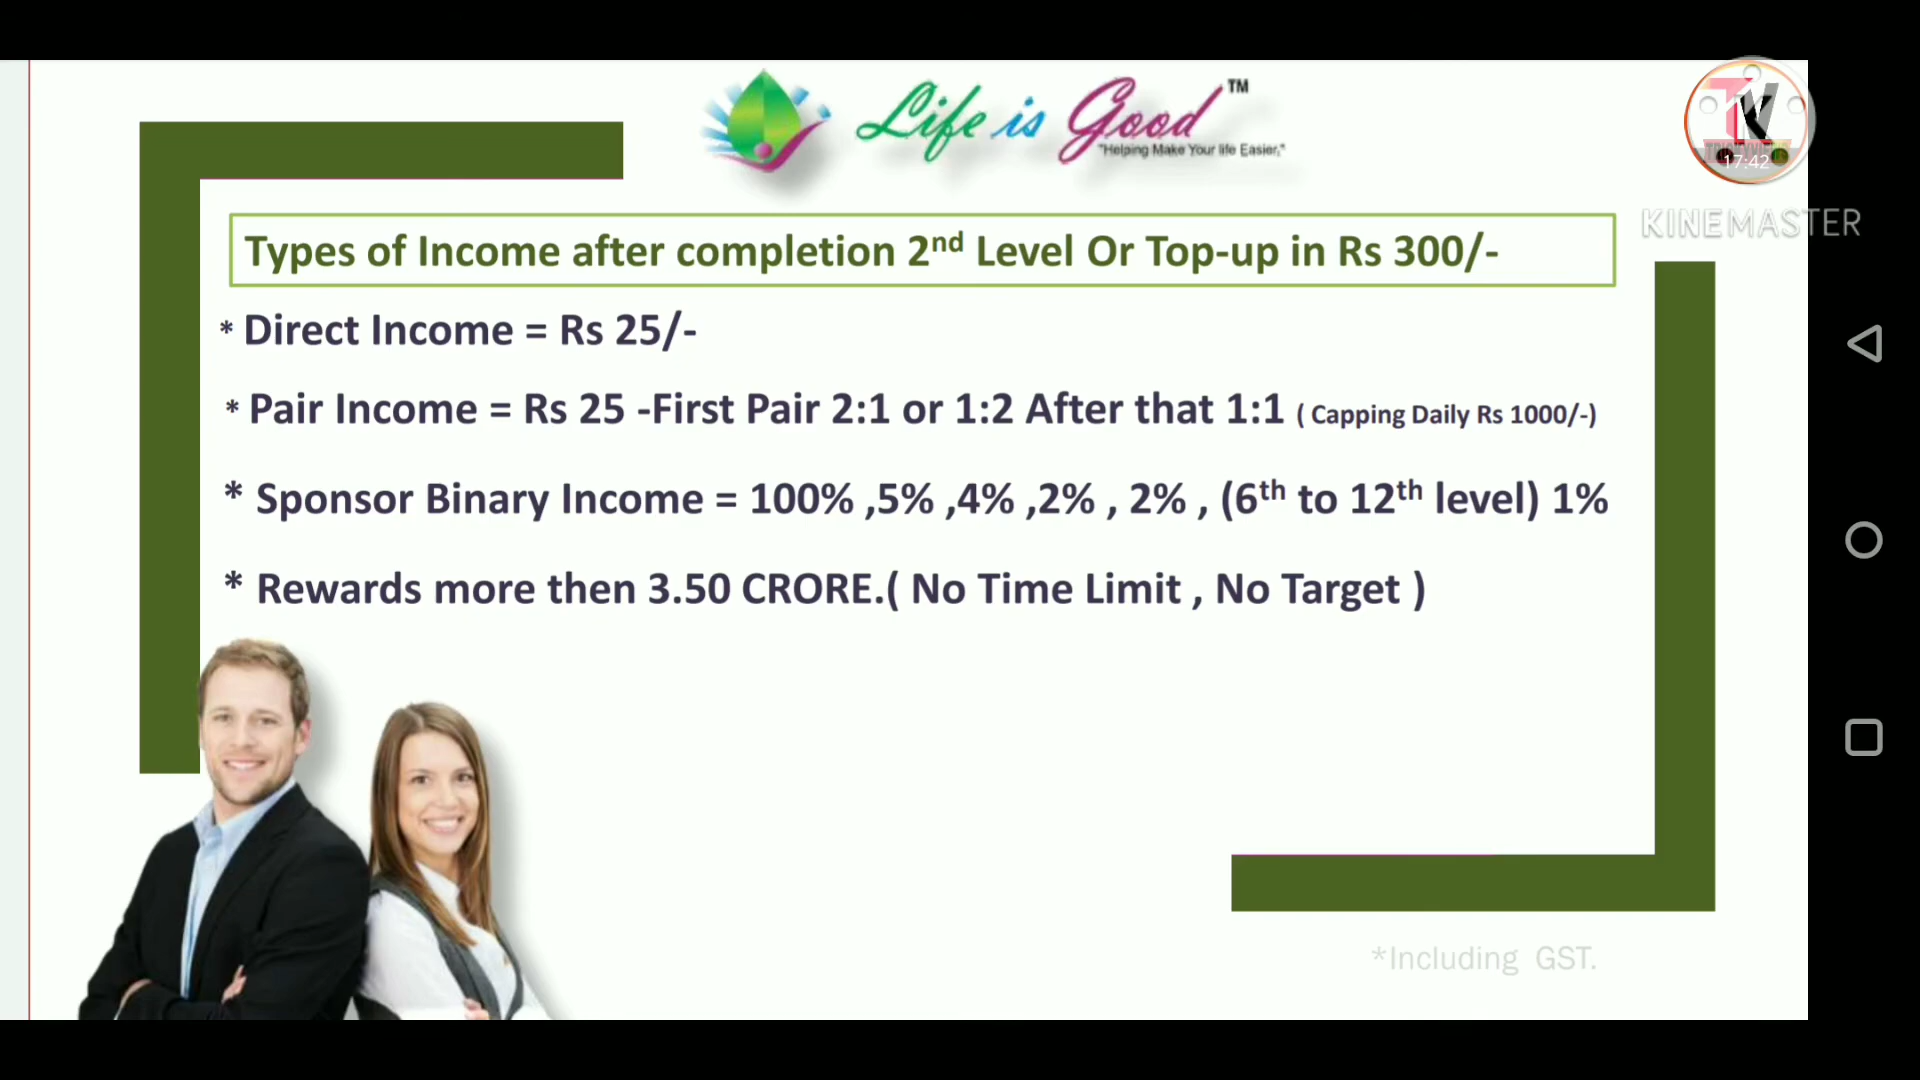 Life is Good™
"Helping Make Your life Easier,"
17:42
KINEMASTER
Types of Income after completion 2nd Level Or Top-up in Rs 300/-
* Direct Income = Rs 25/-
* Pair Income = Rs 25 -First Pair 2:1 or 1:2 After that 1:1 ( Capping Daily Rs 1000/-)
* Sponsor Binary Income = 100% ,5% ,4% ,2% , 2% , (6th to 12th level) 1%
* Rewards more then 3.50 CRORE.( No Time Limit , No Target )
*Including GST.